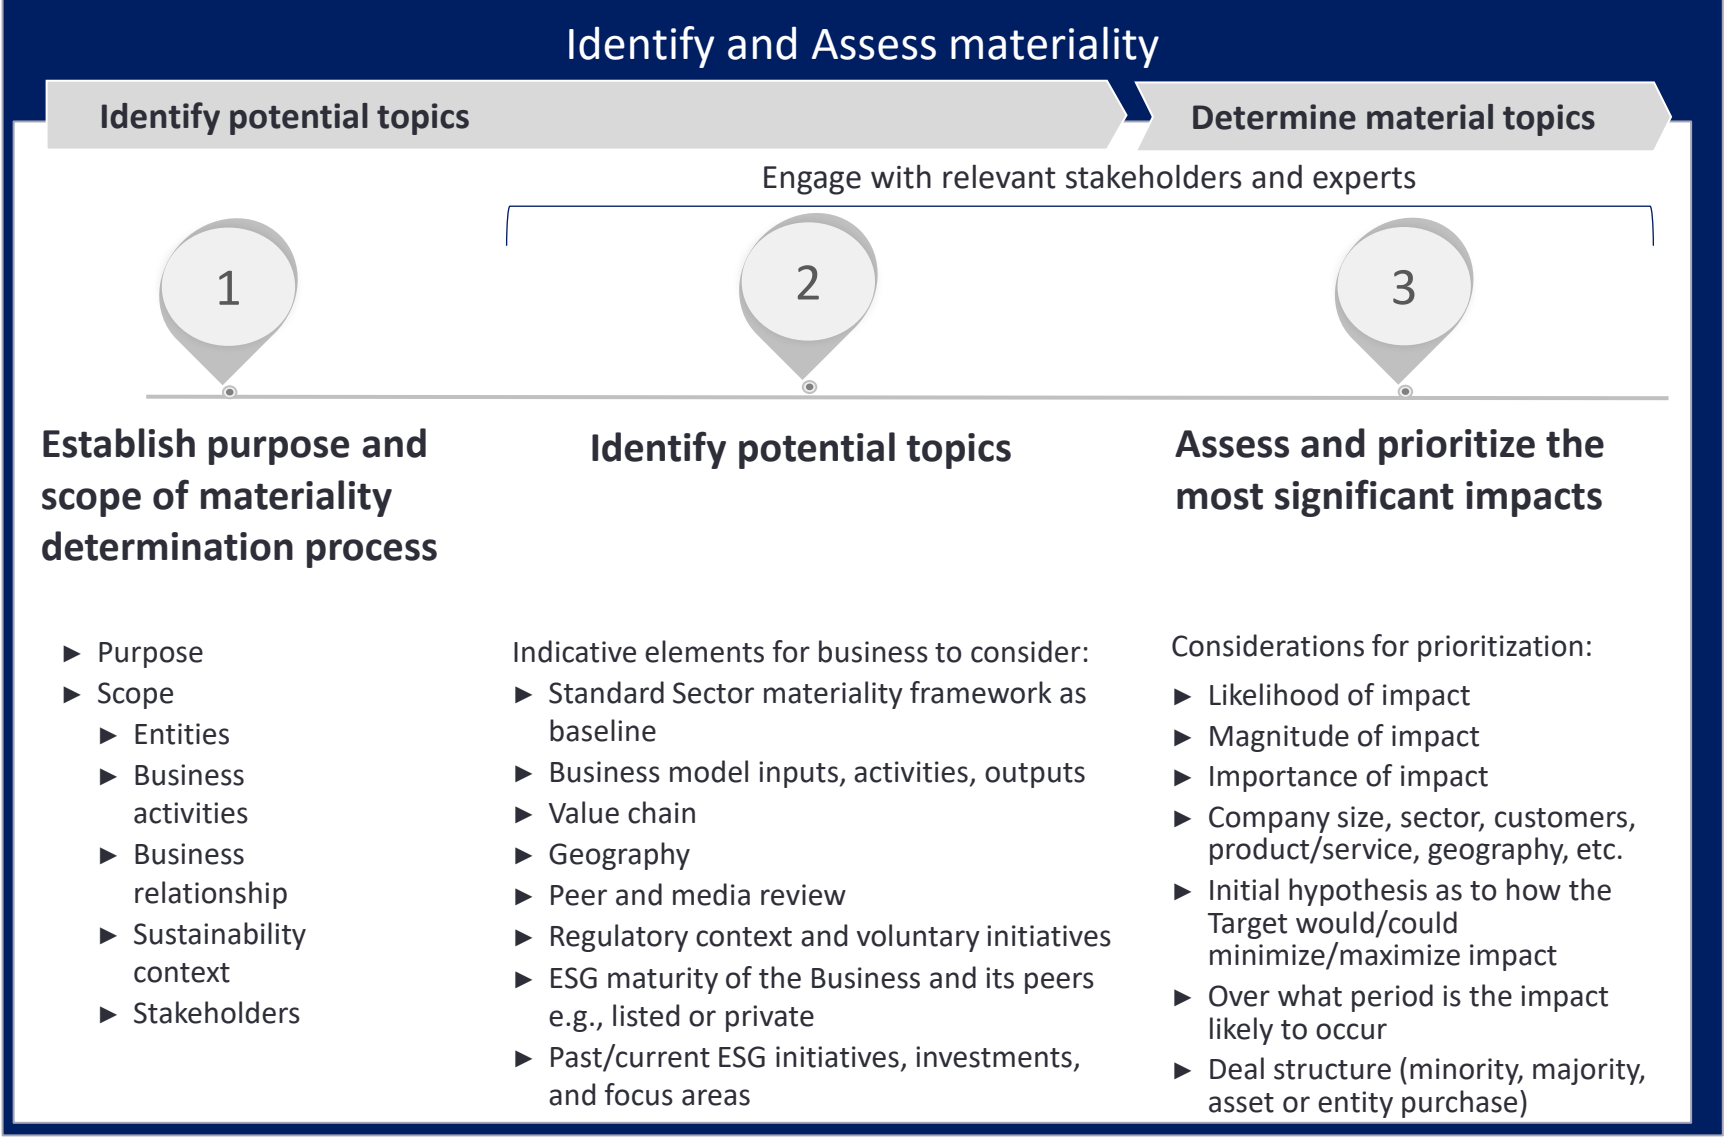 Identify and Assess materiality
Identify potential topics
Determine material topics
Engage with relevant stakeholders and experts
1
2
3
Establish purpose and
scope of materiality
determination process
► Purpose
► Scope
► Entities
► Business
activities
► Business
relationship
► Sustainability
context
► Stakeholders
Identify potential topics
Indicative elements for business to consider:
► Standard Sector materiality framework as
baseline
► Business model inputs, activities, outputs
► Value chain
► Geography
► Peer and media review
► Regulatory context and voluntary initiatives
► ESG maturity of the Business and its peers
e.g., listed or private
► Past/current ESG initiatives, investments,
and focus areas
Assess and prioritize the
most significant impacts
Considerations for prioritization:
► Likelihood of impact
► Magnitude of impact
► Importance of impact
► Company size, sector, customers,
product/service, geography, etc.
► Initial hypothesis as to how the
Target would/could
minimize/maximize impact
► Over what period is the impact
likely to occur
► Deal structure (minority, majority,
asset or entity purchase)